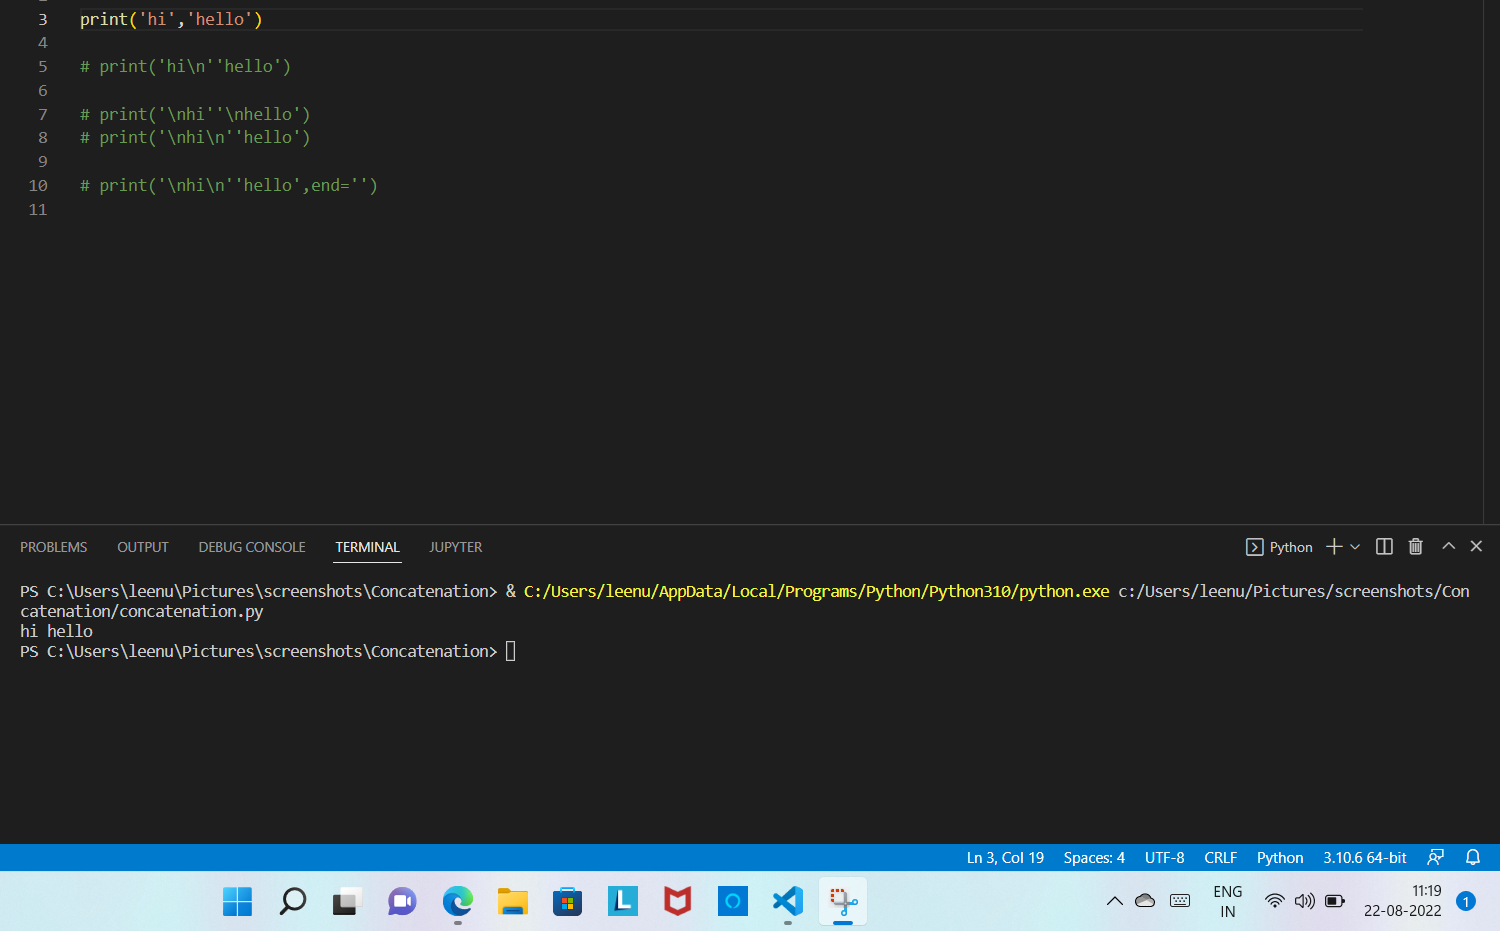 3 print('hi','hello')
4
5 # print('hi\n''hello')
6
7 # print('\nhi''\nhello')
8 # print('\nhi\n''hello')
9
10 # print('\nhi\n''hello',end='')
11
PROBLEMS OUTPUT DEBUG CONSOLE TERMINAL JUPYTER Python
PS C:\Users\leenu\Pictures\screenshots\Concatenation> & C:/Users/leenu/AppData/Local/Programs/Python/Python310/python.exe c:/Users/leenu/Pictures/screenshots/Con
catenation/concatenation.py
hi hello
PS C:\Users\leenu\Pictures\screenshots\Concatenation>
Ln 3, Col 19 Spaces: 4 UTF-8 CRLF Python 3.10.6 64-bit
L ENG 11:19
IN 22-08-2022 1